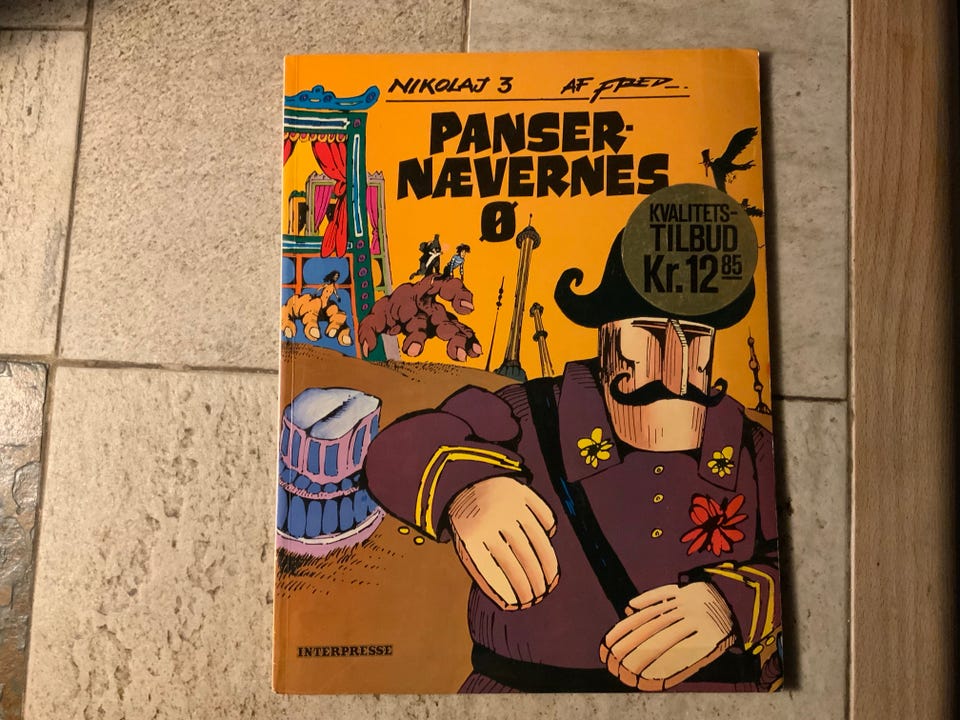 NIKOLAJ 3 AF FRED
PANSER-
NÆVERNES
Ø
KVALITETS-
TILBUD
Kr. 12 85
INTERPRESSE